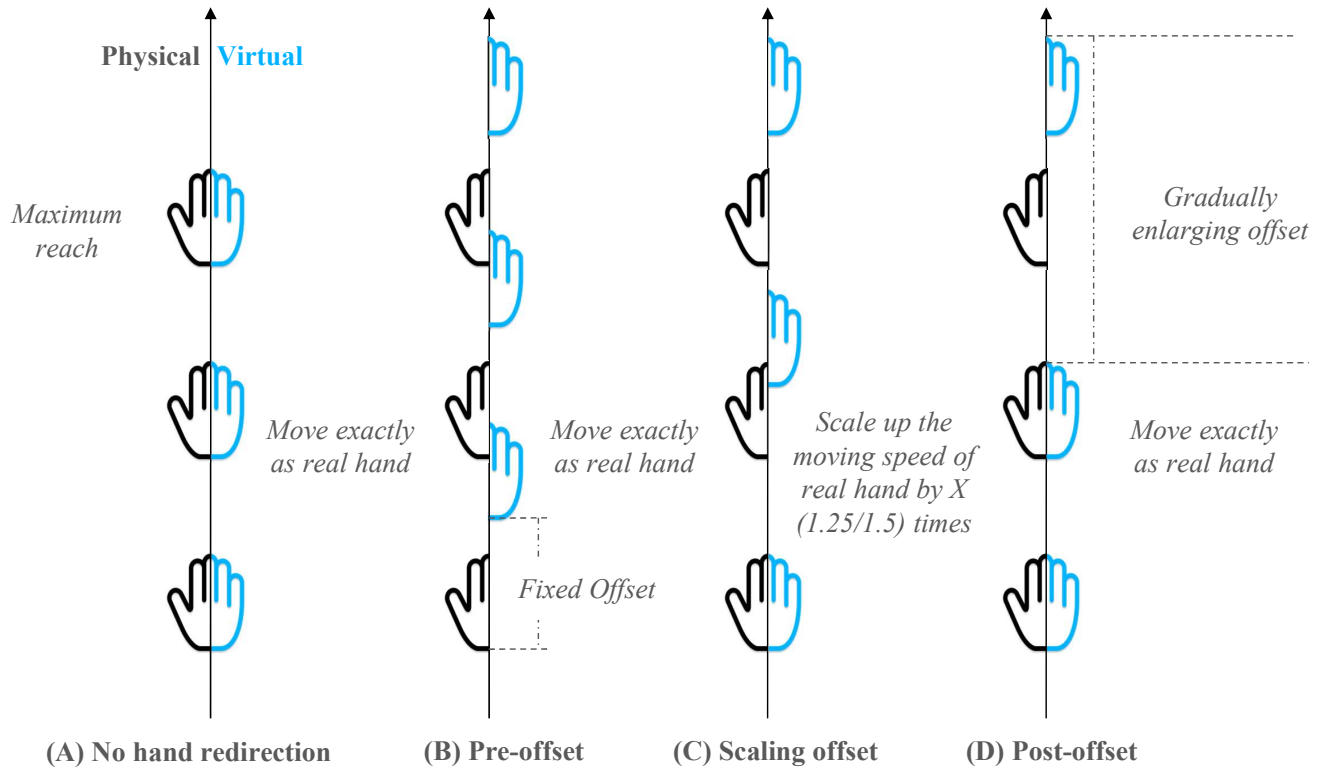 Physical Virtual
Maximum
reach
Move exactly
as real hand
Fixed Offset
Move exactly
as real hand
Scale up the
moving speed of
real hand by X
(1.25/1.5) times
Gradually
enlarging offset
Move exactly
as real hand
(A) No hand redirection
(B) Pre-offset
(C) Scaling offset
(D) Post-offset